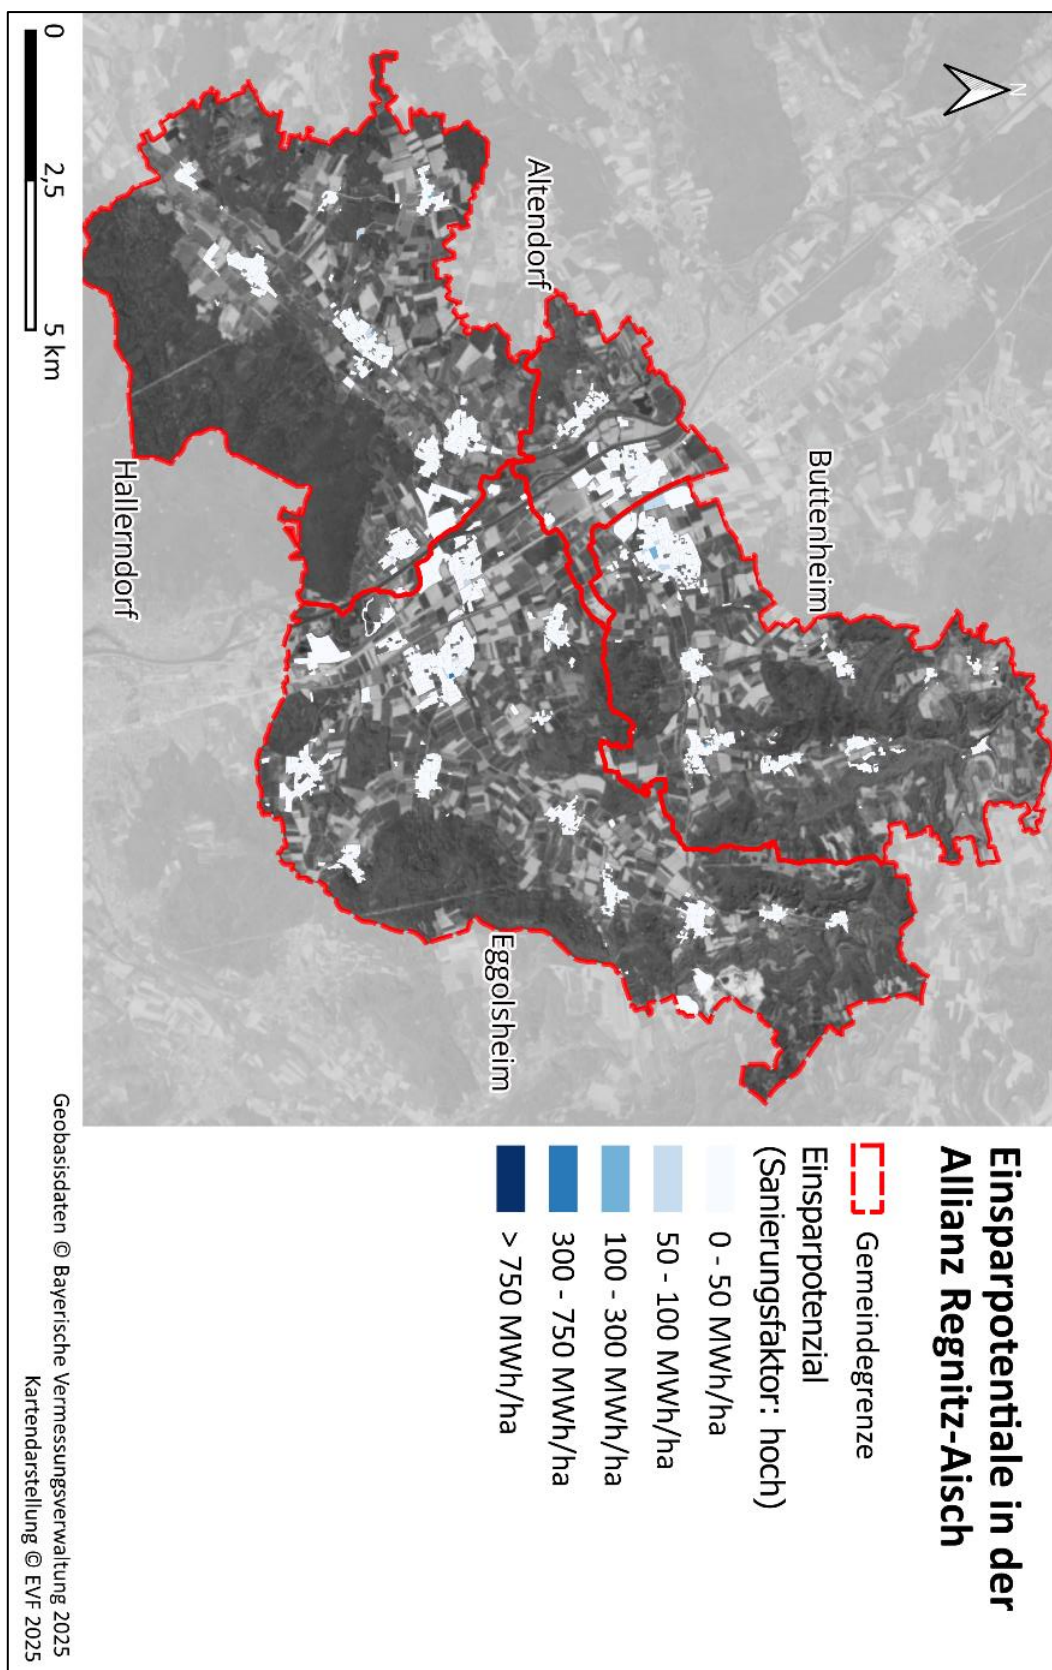 Einsparpotentiale in der
Allianz Regnitz-Aisch
Gemeindegrenze
Einsparpotenzial
(Sanierungsfaktor: hoch)
0 - 50 MWh/ha
50 - 100 MWh/ha
100 - 300 MWh/ha
300 - 750 MWh/ha
> 750 MWh/ha
N
Buttenheim
Altendorf
Eggolsheim
Hallerndorf
0 2,5 5 km
Geobasisdaten © Bayerische Vermessungsverwaltung 2025
Kartendarstellung © EVF 2025